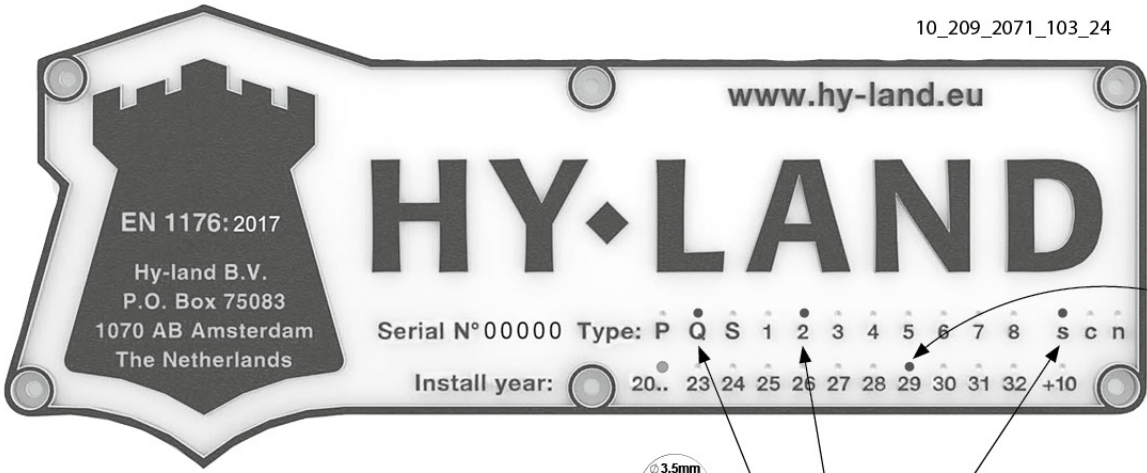 10_209_2071_103_24
www.hy-land.eu
HY◆LAND
EN 1176:2017
Hy-land B.V.
P.O. Box 75083
1070 AB Amsterdam
The Netherlands
Serial N° 00000 Type: P Q S 1 2 3 4 5 6 7 8 s c n
Install year: 20.. 23 24 25 26 27 28 29 30 31 32 +10
⌀3.5mm